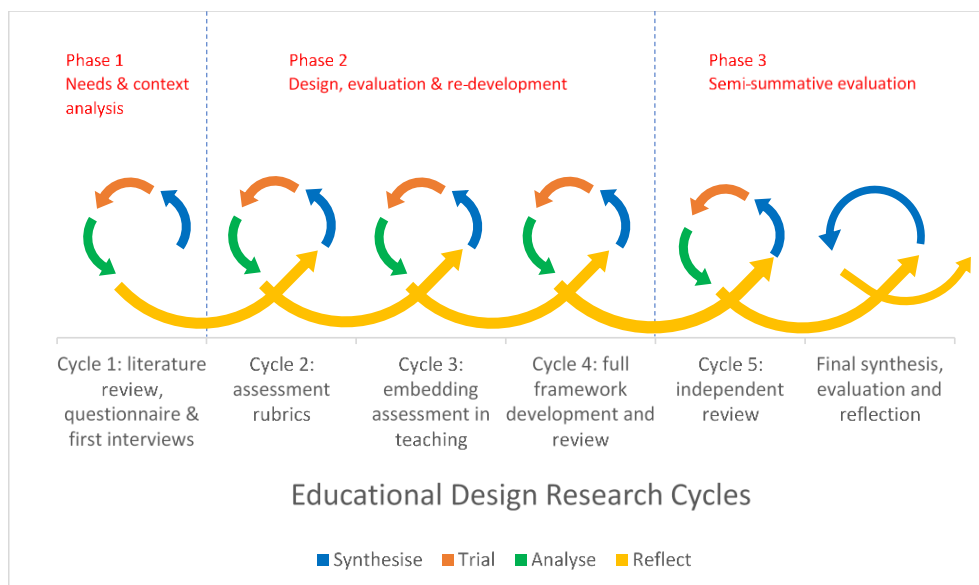 Phase 1
Needs & context
analysis
Phase 2
Design, evaluation & re-development
Phase 3
Semi-summative evaluation
Cycle 1: literature
review,
questionnaire &
first interviews
Cycle 2:
assessment
rubrics
Cycle 3:
embedding
assessment in
teaching
Cycle 4: full
framework
development and
review
Cycle 5:
independent
review
Final synthesis,
evaluation and
reflection
Educational Design Research Cycles
Synthesise Trial Analyse Reflect